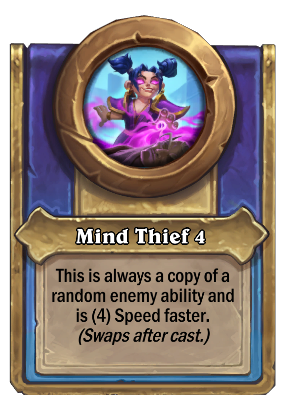 Mind Thief 4
This is always a copy of a
random enemy ability and
is (4) Speed faster.
(Swaps after cast.)